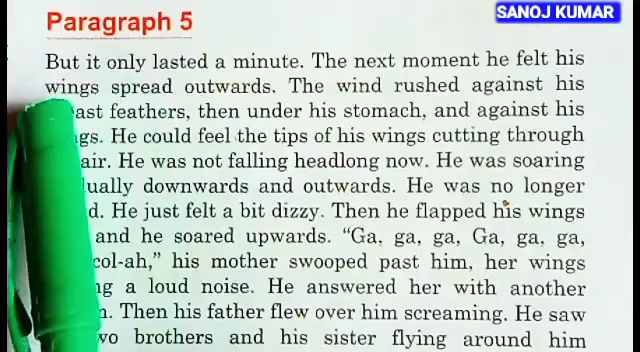 Paragraph 5
SANOJ KUMAR
But it only lasted a minute. The next moment he felt his
wings spread outwards. The wind rushed against his
east feathers, then under his stomach, and against his
gs. He could feel the tips of his wings cutting through
air. He was not falling headlong now. He was soaring
ually downwards and outwards. He was no longer
d. He just felt a bit dizzy. Then he flapped his wings
and he soared upwards. “Ga, ga, ga, Ga, ga, ga,
col-ah,” his mother swooped past him, her wings
g a loud noise. He answered her with another
. Then his father flew over him screaming. He saw
wo brothers and his sister flying around him